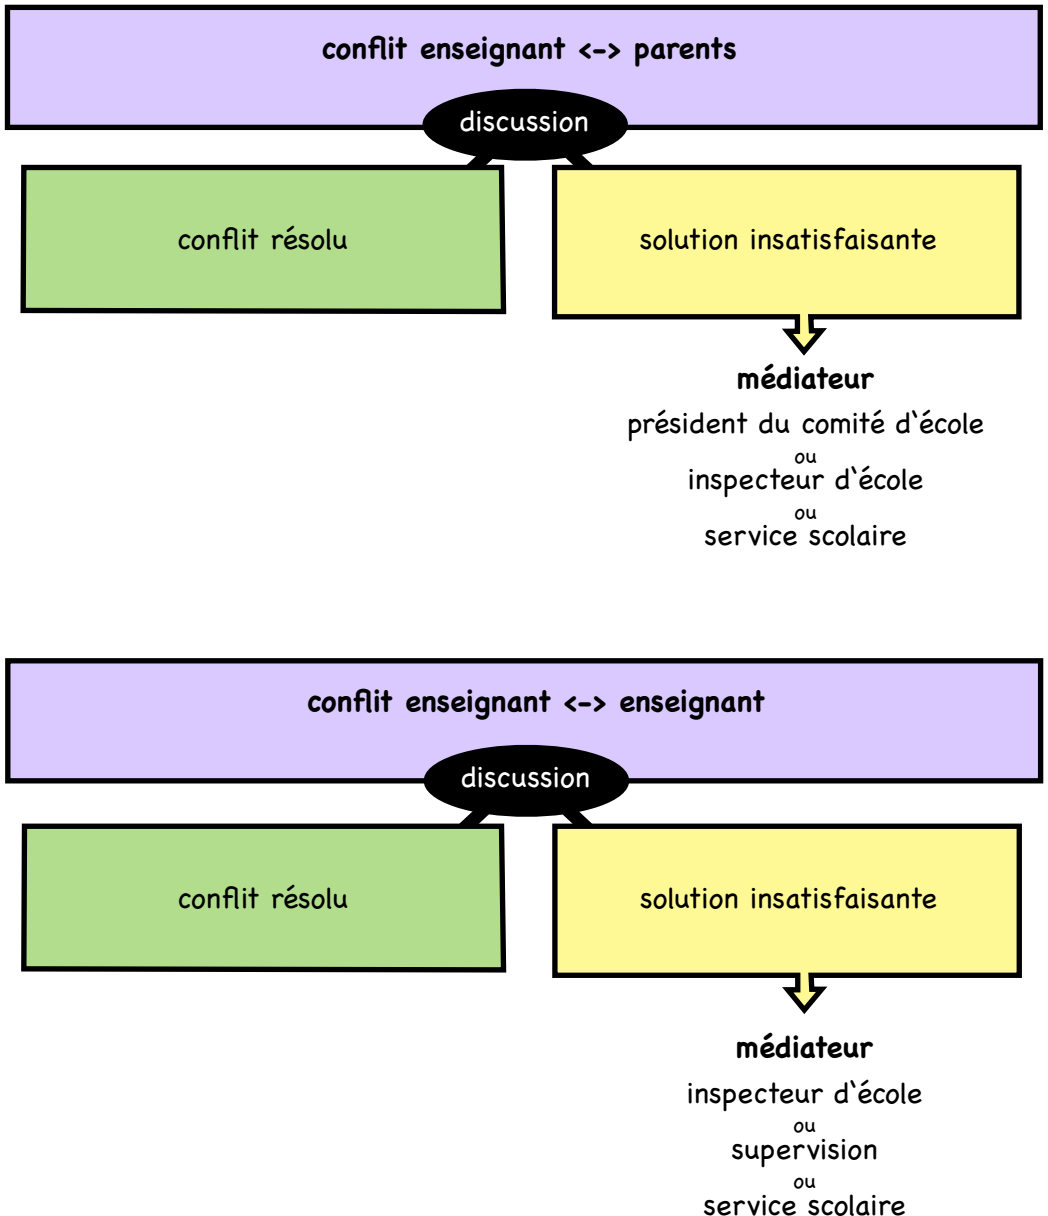 conflit enseignant <-> parents
discussion
conflit résolu
solution insatisfaisante
médiateur
président du comité d‛école
ou
inspecteur d‛école
ou
service scolaire
conflit enseignant <-> enseignant
discussion
conflit résolu
solution insatisfaisante
médiateur
inspecteur d‛école
ou
supervision
ou
service scolaire